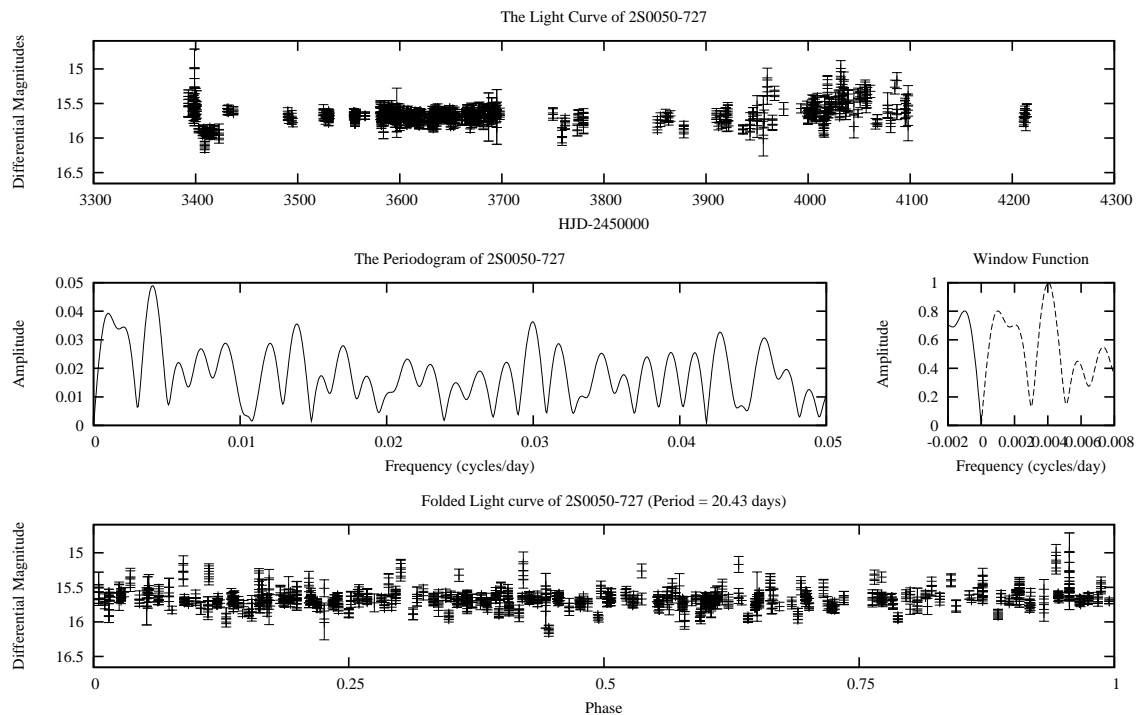 The Light Curve of 2S0050-727
Differential Magnitudes
15
15.5
16
16.5
3300 3400 3500 3600 3700 3800 3900 4000 4100 4200 4300
HJD-2450000
The Periodogram of 2S0050-727
Amplitude
0.05
0.04
0.03
0.02
0.01
0
0 0.01 0.02 0.03 0.04 0.05
Frequency (cycles/day)
Window Function
Amplitude
1
0.8
0.6
0.4
0.2
0
-0.002 0 0.002 0.004 0.006 0.008
Frequency (cycles/day)
Folded Light curve of 2S0050-727 (Period = 20.43 days)
Differential Magnitude
15
15.5
16
16.5
0 0.25 0.5 0.75 1
Phase